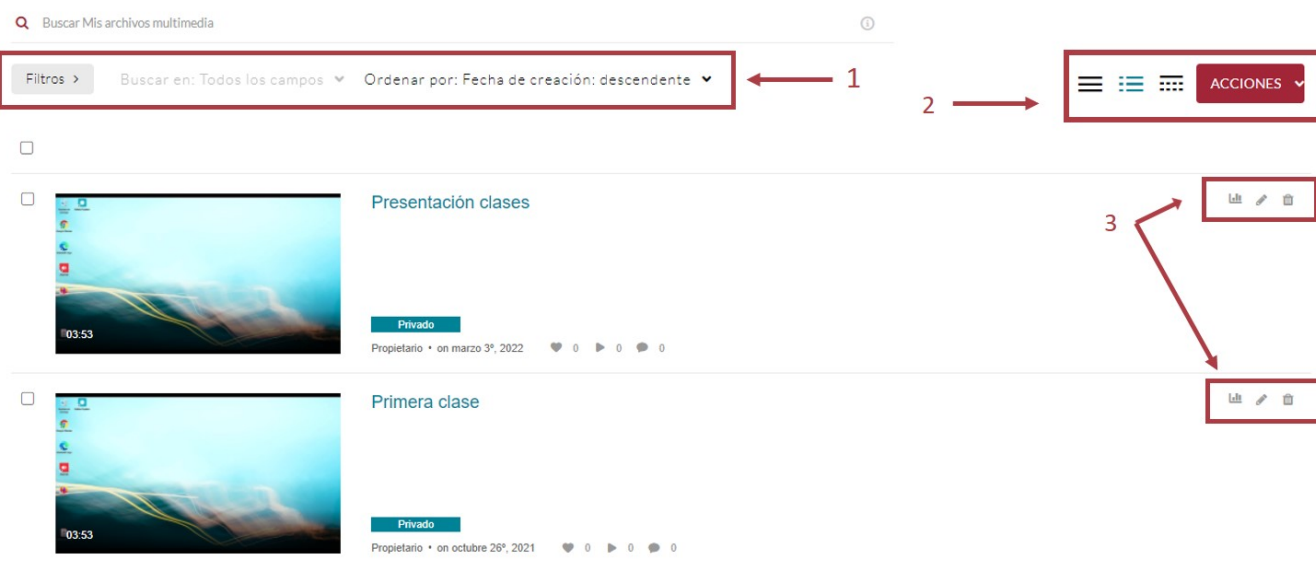 Buscar Mis archivos multimedia
Filtros > Buscar en: Todos los campos Ordenar por: Fecha de creación: descendente
1
2
ACCIONES
Presentación clases
3
03:53
Privado
Propietario • on marzo 3º, 2022 0 0 0
Primera clase
03:53
Privado
Propietario • on octubre 26º, 2021 0 0 0